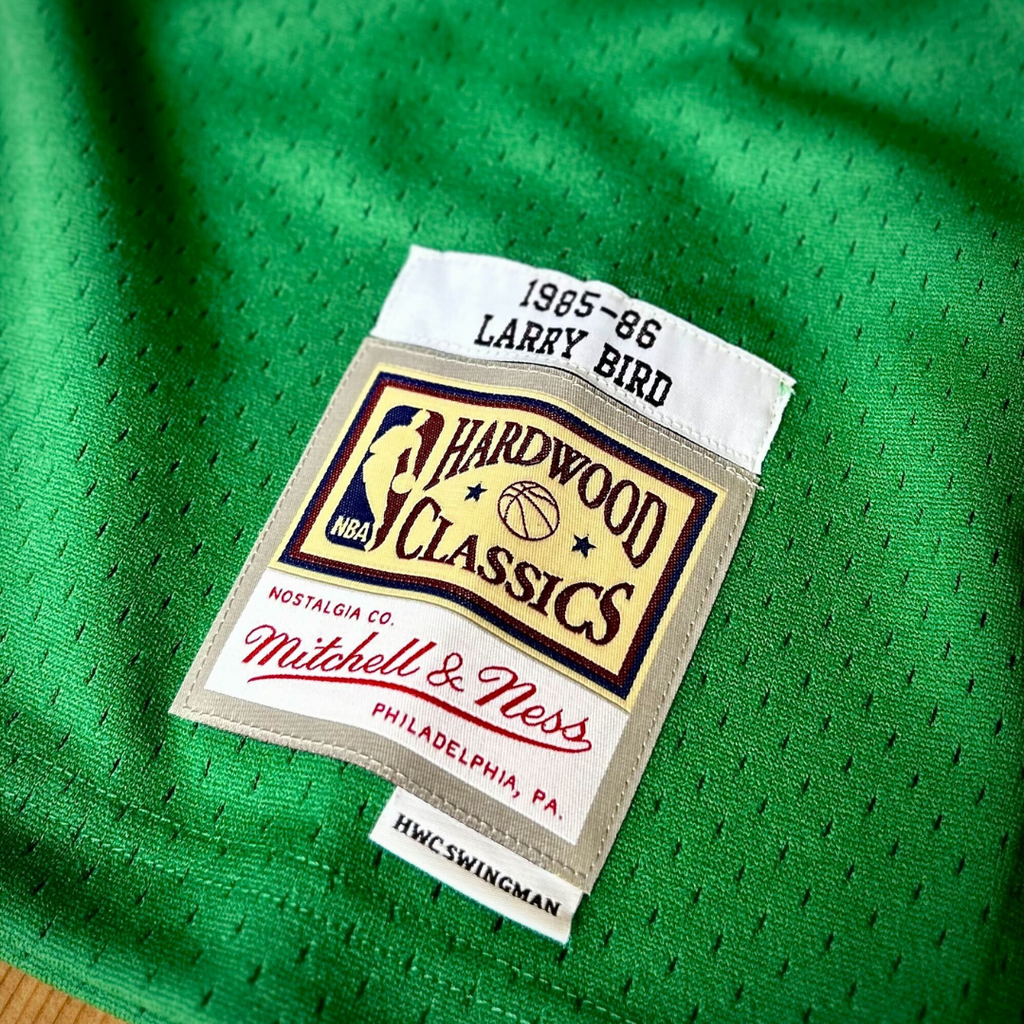 1985-86
LARRY BIRD
HARDWOOD
CLASSICS
NBA
NOSTALGIA CO.
Mitchell & Ness
PHILADELPHIA, PA.
HWC SWINGMAN